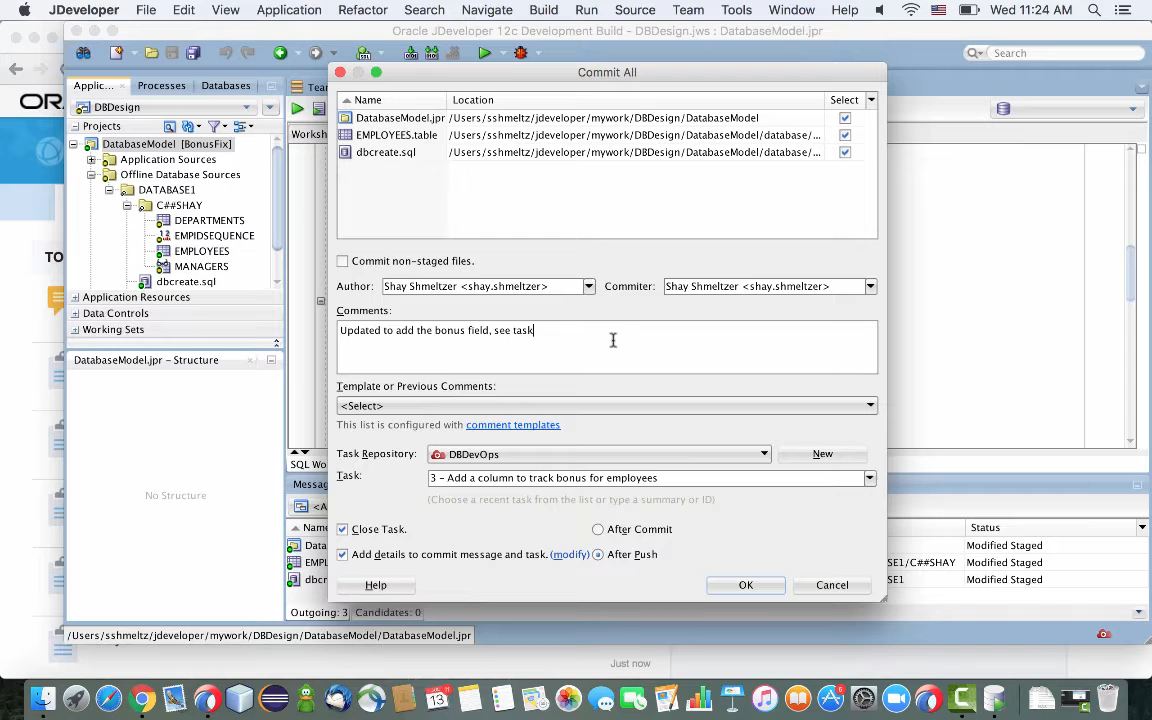 JDeveloper File Edit View Application Refactor Search Navigate Build Run Source Team Tools Window Help Wed 11:24 AM
Oracle JDeveloper 12c Development Build - DBDesign.jws : DatabaseModel.jpr
Search
Applic... Processes Databases
DBDesign
Projects
DatabaseModel [BonusFix]
Application Sources
Offline Database Sources
DATABASE1
C##SHAY
DEPARTMENTS
EMPIDSEQUENCE
EMPLOYEES
MANAGERS
dbcreate.sql
Application Resources
Data Controls
Working Sets
DatabaseModel.jpr - Structure
No Structure
Commit All
Name Location Select
DatabaseModel.jpr /Users/sshmeltz/jdeveloper/mywork/DBDesign/DatabaseModel
EMPLOYEES.table /Users/sshmeltz/jdeveloper/mywork/DBDesign/DatabaseModel/database/...
dbcreate.sql /Users/sshmeltz/jdeveloper/mywork/DBDesign/DatabaseModel/database/...
Commit non-staged files.
Author: Shay Shmeltzer <shay.shmeltzer> Commiter: Shay Shmeltzer <shay.shmeltzer>
Comments:
Updated to add the bonus field, see task
Template or Previous Comments:
<Select>
This list is configured with comment templates
Task Repository: DBDevOps New
Task: 3 - Add a column to track bonus for employees
(Choose a recent task from the list or type a summary or ID)
Close Task. After Commit
Add details to commit message and task. (modify) After Push
Help OK Cancel
Status
Modified Staged
SE1/C##SHAY Modified Staged
SE1 Modified Staged
Outgoing: 3 Candidates: 0
/Users/sshmeltz/jdeveloper/mywork/DBDesign/DatabaseModel/DatabaseModel.jpr
Just now